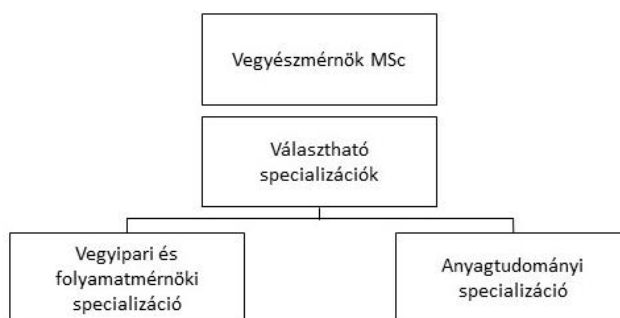 Vegyészmérnök MSc
Választható
specializációk
Vegyipari és
folyamatmérnöki
specializáció
Anyagtudományi
specializáció